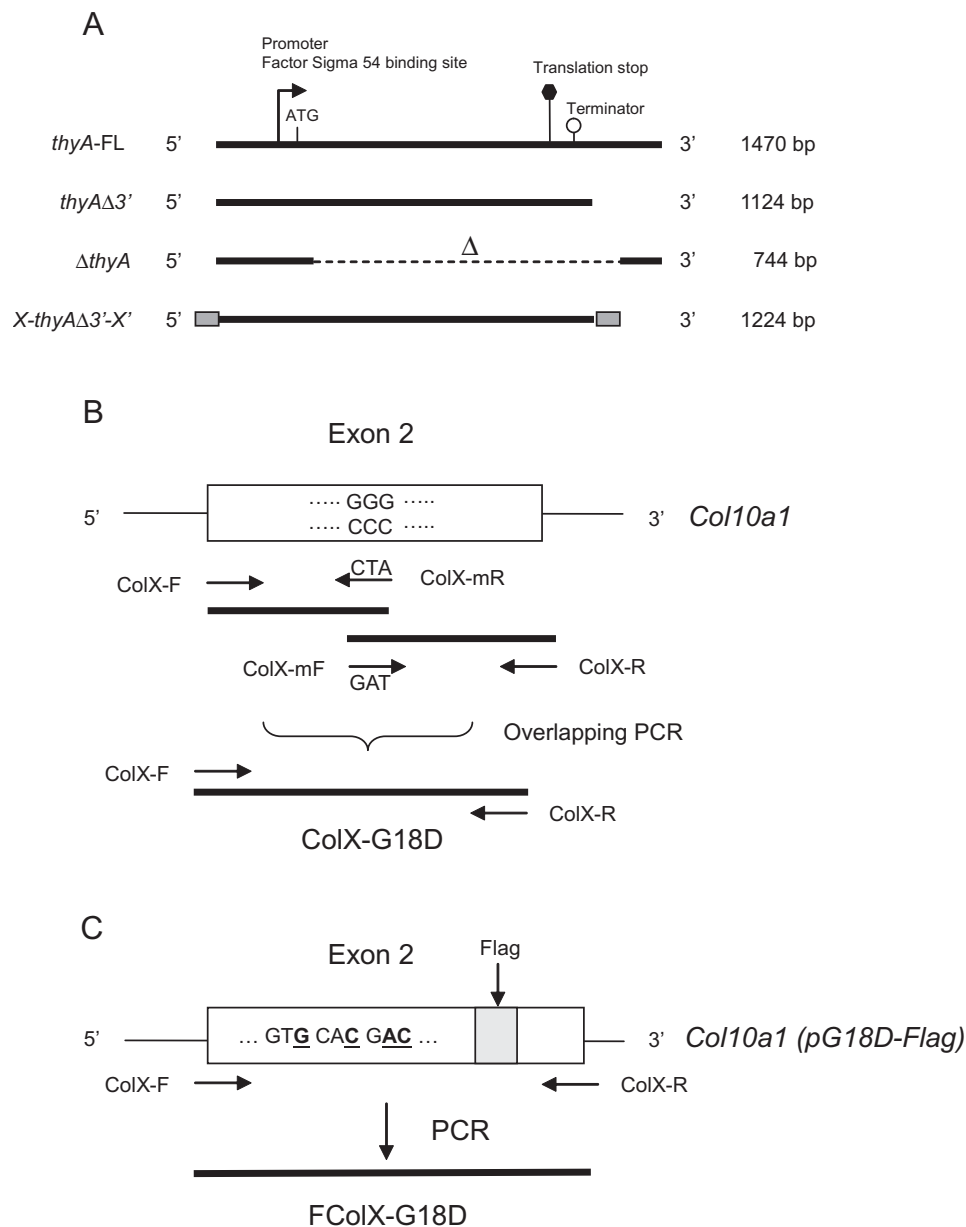 A
Promoter
Factor Sigma 54 binding site
Translation stop
ATG
Terminator
thyA-FL 5’ 3’ 1470 bp
thyAΔ3’ 5’ 3’ 1124 bp
Δ
ΔthyA 5’ 3’ 744 bp
X-thyAΔ3’-X’ 5’ 3’ 1224 bp
B
Exon 2
..... GGG .....
5’ 3’ Col10a1
..... CCC .....
CTA
ColX-F ColX-mR
ColX-mF ColX-R
GAT
Overlapping PCR
ColX-F
ColX-R
ColX-G18D
C
Exon 2 Flag
5’ ... GTG CAC GAC ... 3’ Col10a1 (pG18D-Flag)
ColX-F ColX-R
PCR
FColX-G18D